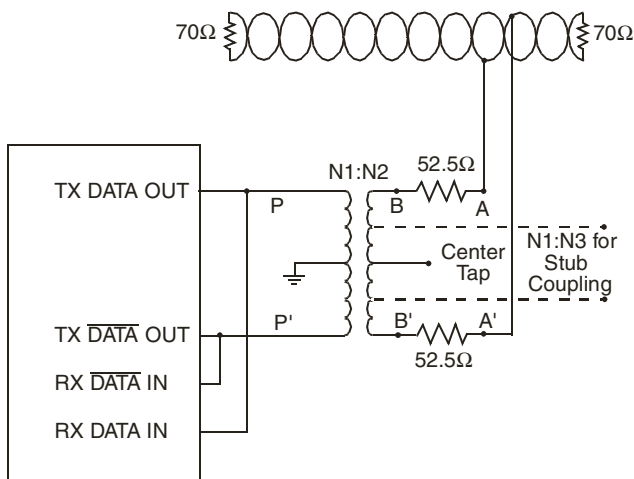 70Ω
70Ω
N1:N2
52.5Ω
TX DATA OUT
P
B
A
Center
Tap
N1:N3 for
Stub
Coupling
TX DATA OUT
P'
B'
A'
52.5Ω
RX DATA IN
RX DATA IN